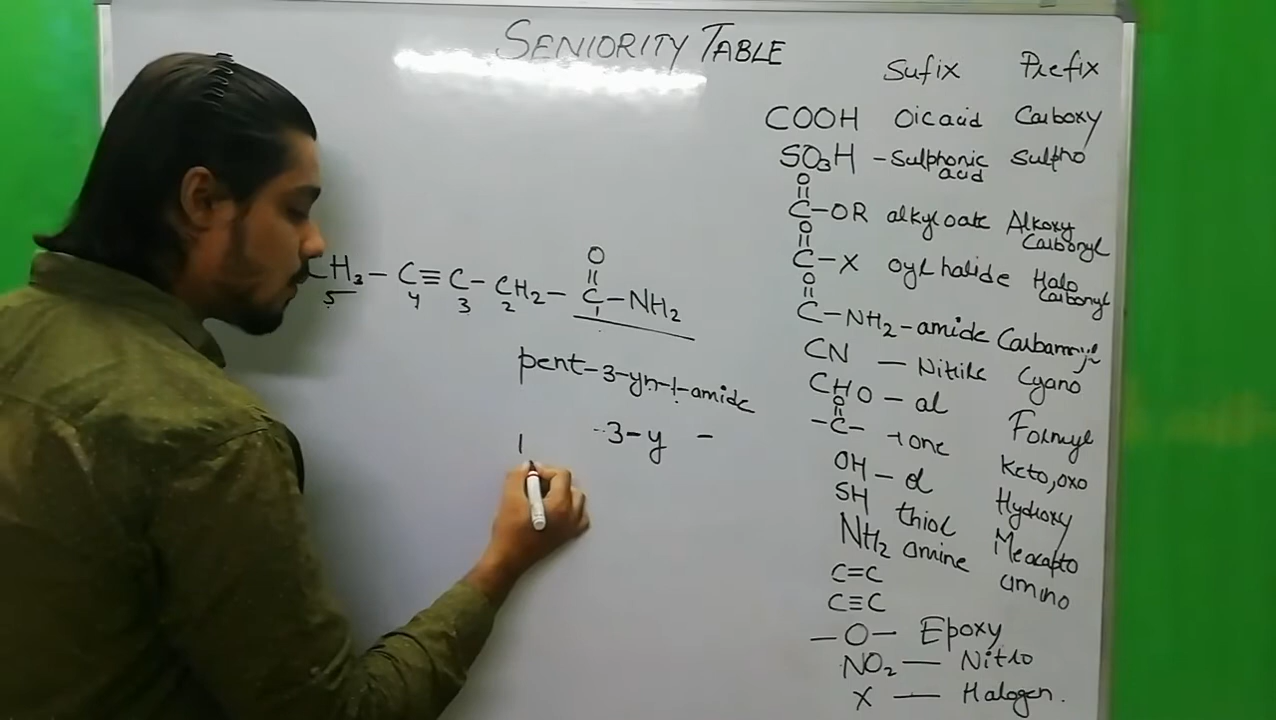 SENIORITY TABLE
Sufix Prefix
COOH Oic acid Carboxy
SO₃H - Sulphonic acid Sulpho
O
||
C-OR alkyloate Alkoxy Carbonyl
O
||
C-X oyl halide Halo Carbonyl
O
||
C-NH₂ - amide Carbamoyl
CN - Nitrile Cyano
CHO - al Formyl
O
||
-C- - one Keto, oxo
OH - ol Hydroxy
SH thiol Mecapto
NH₂ amine amino
C=C
C≡C
-O- Epoxy
NO₂ - Nitro
X - Halogen.
O
||
CH₃ - C≡C - CH₂ - C - NH₂
5 4 3 2 1
pent-3-yn-1-amide
-3-y -